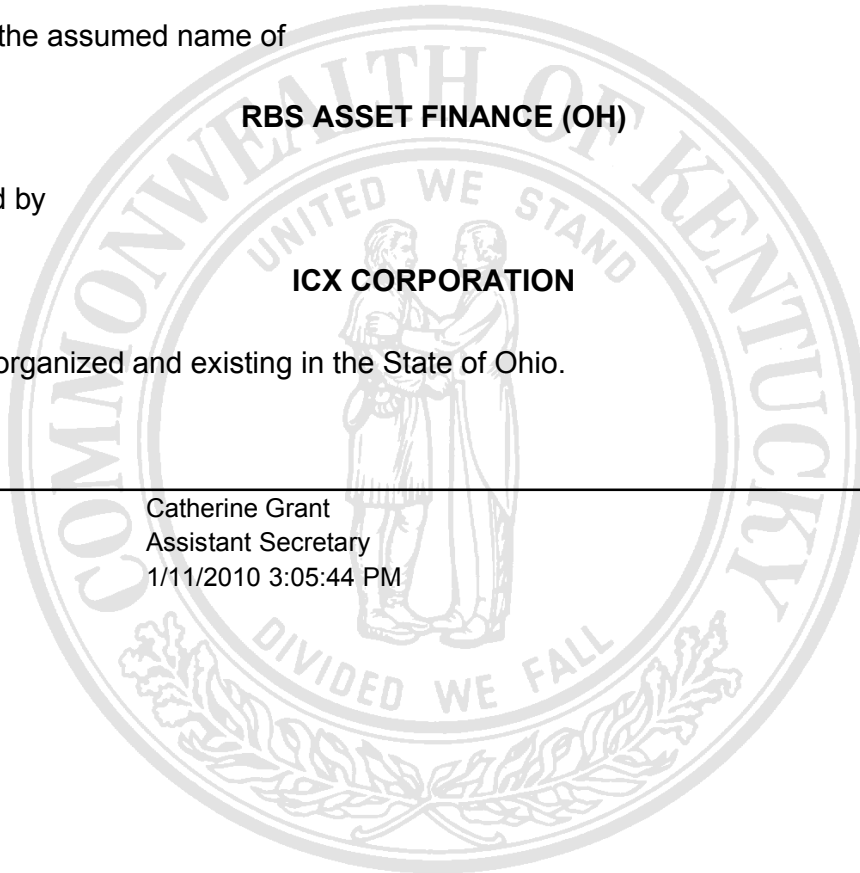 the assumed name of
RBS ASSET FINANCE (OH)
d by
ICX CORPORATION
organized and existing in the State of Ohio.
Catherine Grant
Assistant Secretary
1/11/2010 3:05:44 PM
COMMONWEALTH OF KENTUCKY
UNITED WE STAND
DIVIDED WE FALL